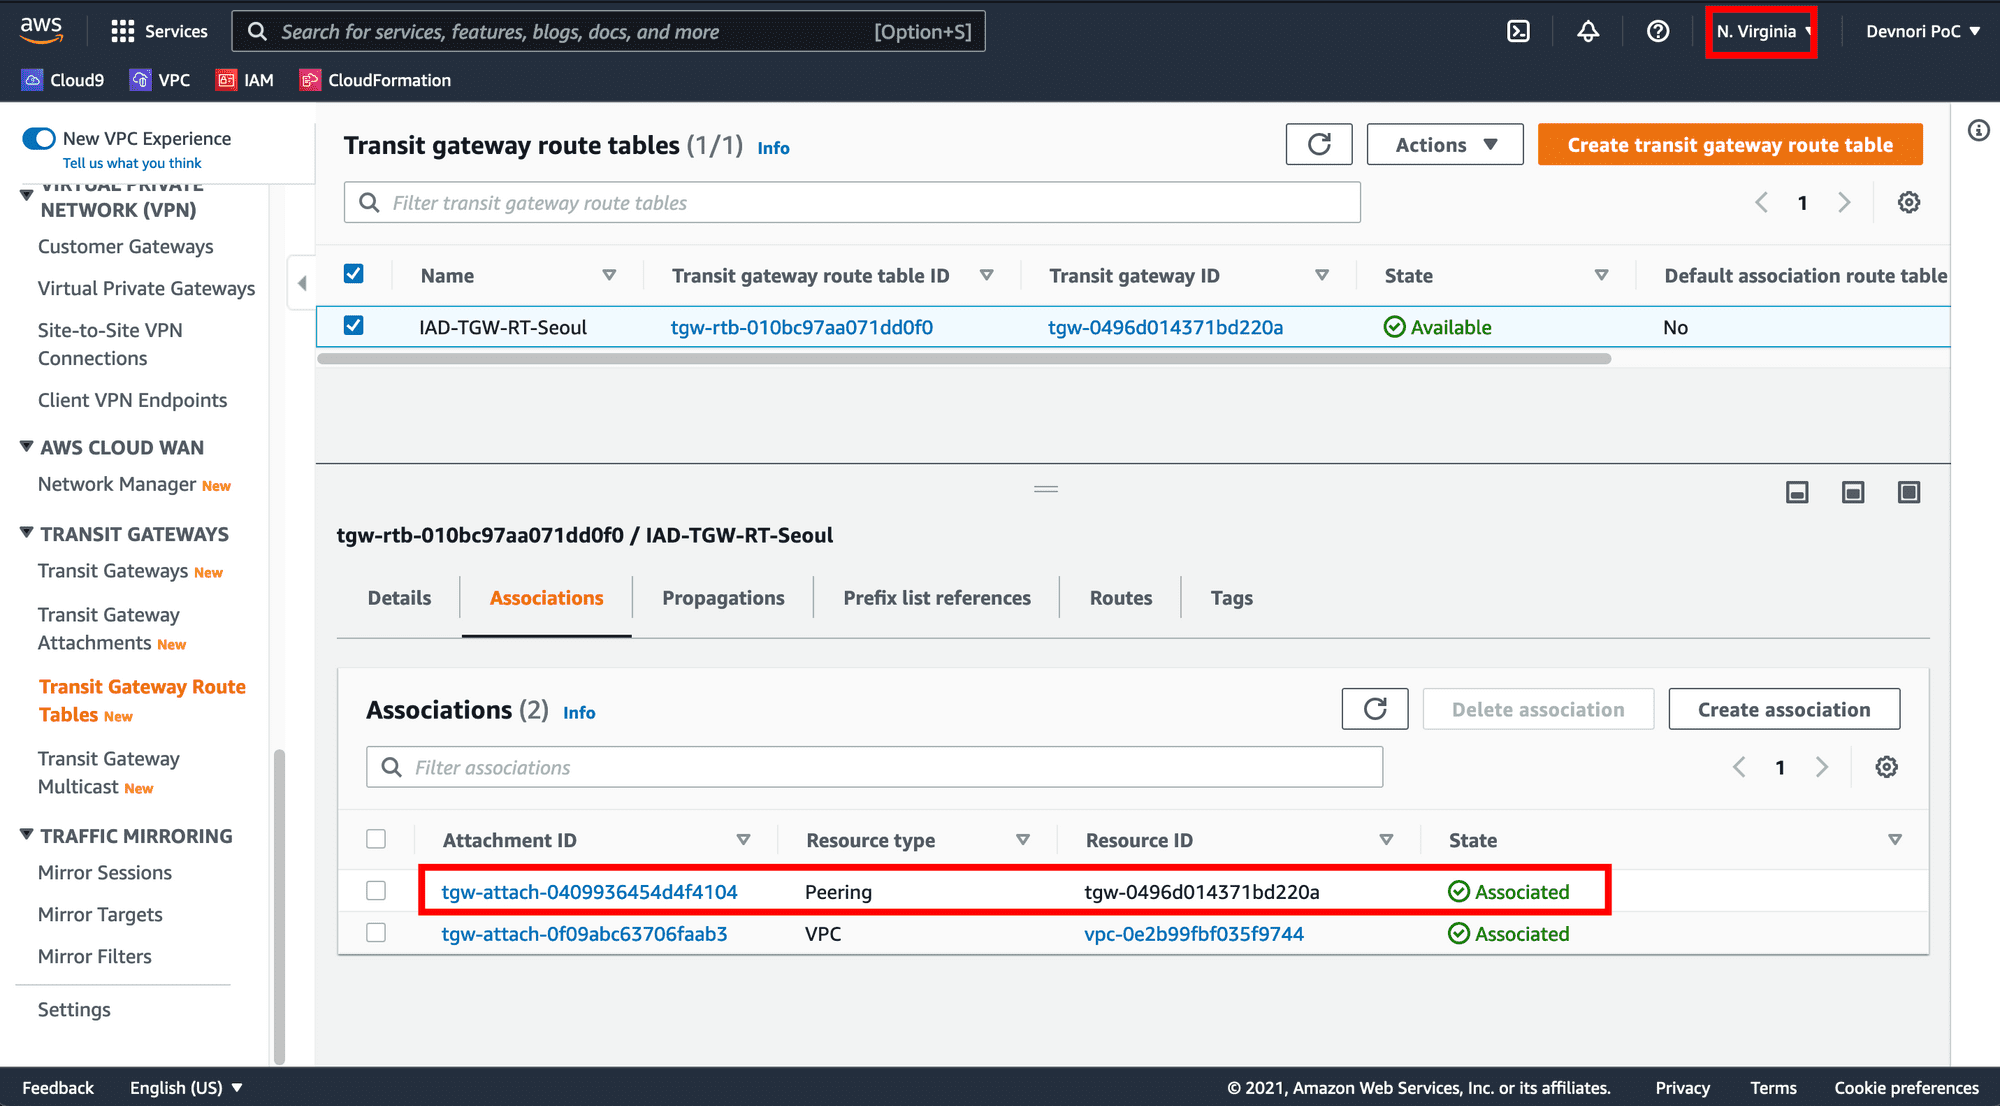 aws
Services
Search for services, features, blogs, docs, and more
[Option+S]
N. Virginia
Devnori PoC
Cloud9
VPC
IAM
CloudFormation
New VPC Experience
Tell us what you think
VIRTUAL PRIVATE
NETWORK (VPN)
Customer Gateways
Virtual Private Gateways
Site-to-Site VPN
Connections
Client VPN Endpoints
AWS CLOUD WAN
Network Manager New
TRANSIT GATEWAYS
Transit Gateways New
Transit Gateway
Attachments New
Transit Gateway Route
Tables New
Transit Gateway
Multicast New
TRAFFIC MIRRORING
Mirror Sessions
Mirror Targets
Mirror Filters
Settings
Transit gateway route tables (1/1) Info
Actions
Create transit gateway route table
Filter transit gateway route tables
1
Name
Transit gateway route table ID
Transit gateway ID
State
Default association route table
IAD-TGW-RT-Seoul
tgw-rtb-010bc97aa071dd0f0
tgw-0496d014371bd220a
Available
No
tgw-rtb-010bc97aa071dd0f0 / IAD-TGW-RT-Seoul
Details
Associations
Propagations
Prefix list references
Routes
Tags
Associations (2) Info
Delete association
Create association
Filter associations
1
Attachment ID
Resource type
Resource ID
State
tgw-attach-0409936454d4f4104
Peering
tgw-0496d014371bd220a
Associated
tgw-attach-0f09abc63706faab3
VPC
vpc-0e2b99fbf035f9744
Associated
Feedback
English (US)
© 2021, Amazon Web Services, Inc. or its affiliates.
Privacy
Terms
Cookie preferences